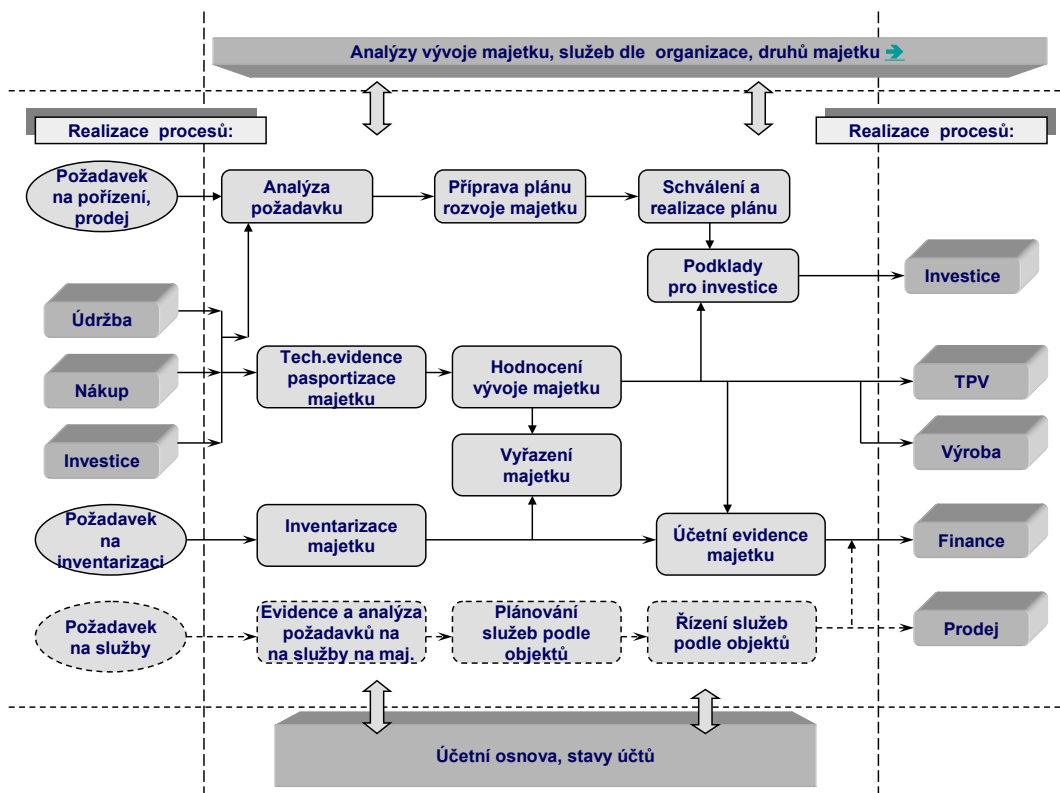 Analýzy vývoje majetku, služeb dle  organizace, druhů majetku ➔
Realizace  procesů:
Realizace  procesů:
Požadavek
na pořízení,
prodej
Analýza
požadavku
Příprava plánu
rozvoje majetku
Schválení a
realizace plánu
Podklady
pro investice
Investice
Údržba
Nákup
Investice
Tech.evidence
pasportizace
majetku
Hodnocení
vývoje majetku
TPV
Výroba
Vyřazení
majetku
Požadavek
na
inventarizaci
Inventarizace
majetku
Účetní evidence
majetku
Finance
Požadavek
na služby
Evidence a analýza
požadavků na
na služby na maj.
Plánování
služeb podle
objektů
Řízení služeb
podle objektů
Prodej
Účetní osnova, stavy účtů